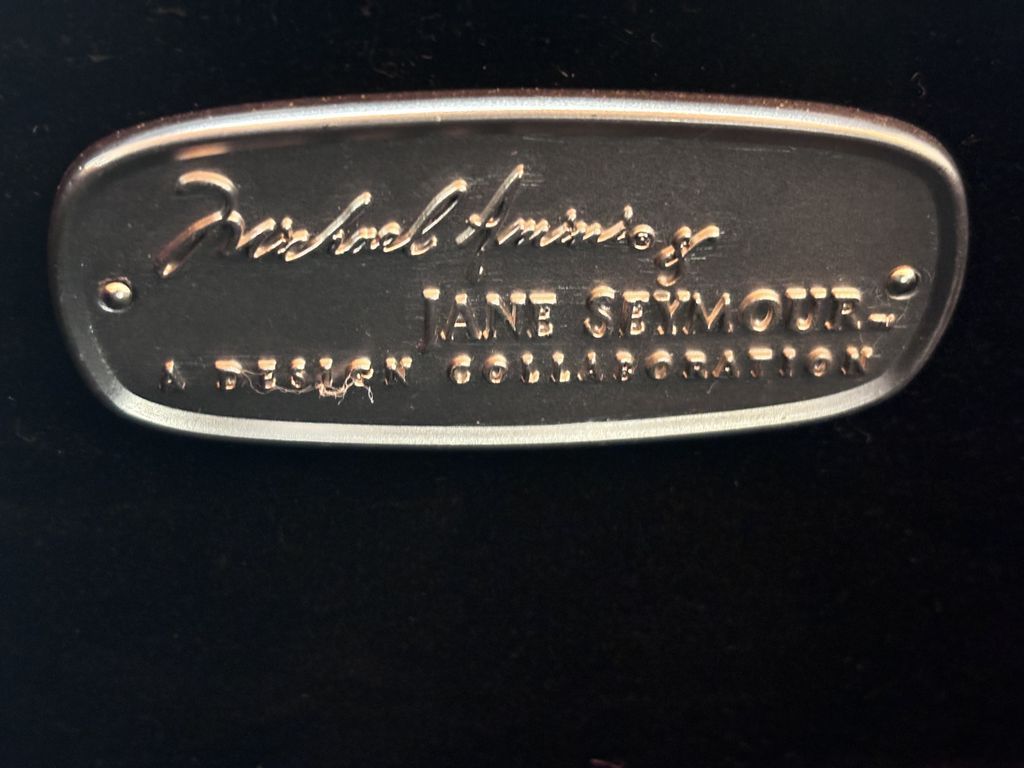 Michael Amini &
JANE SEYMOUR-
A DESIGN COLLABORATION